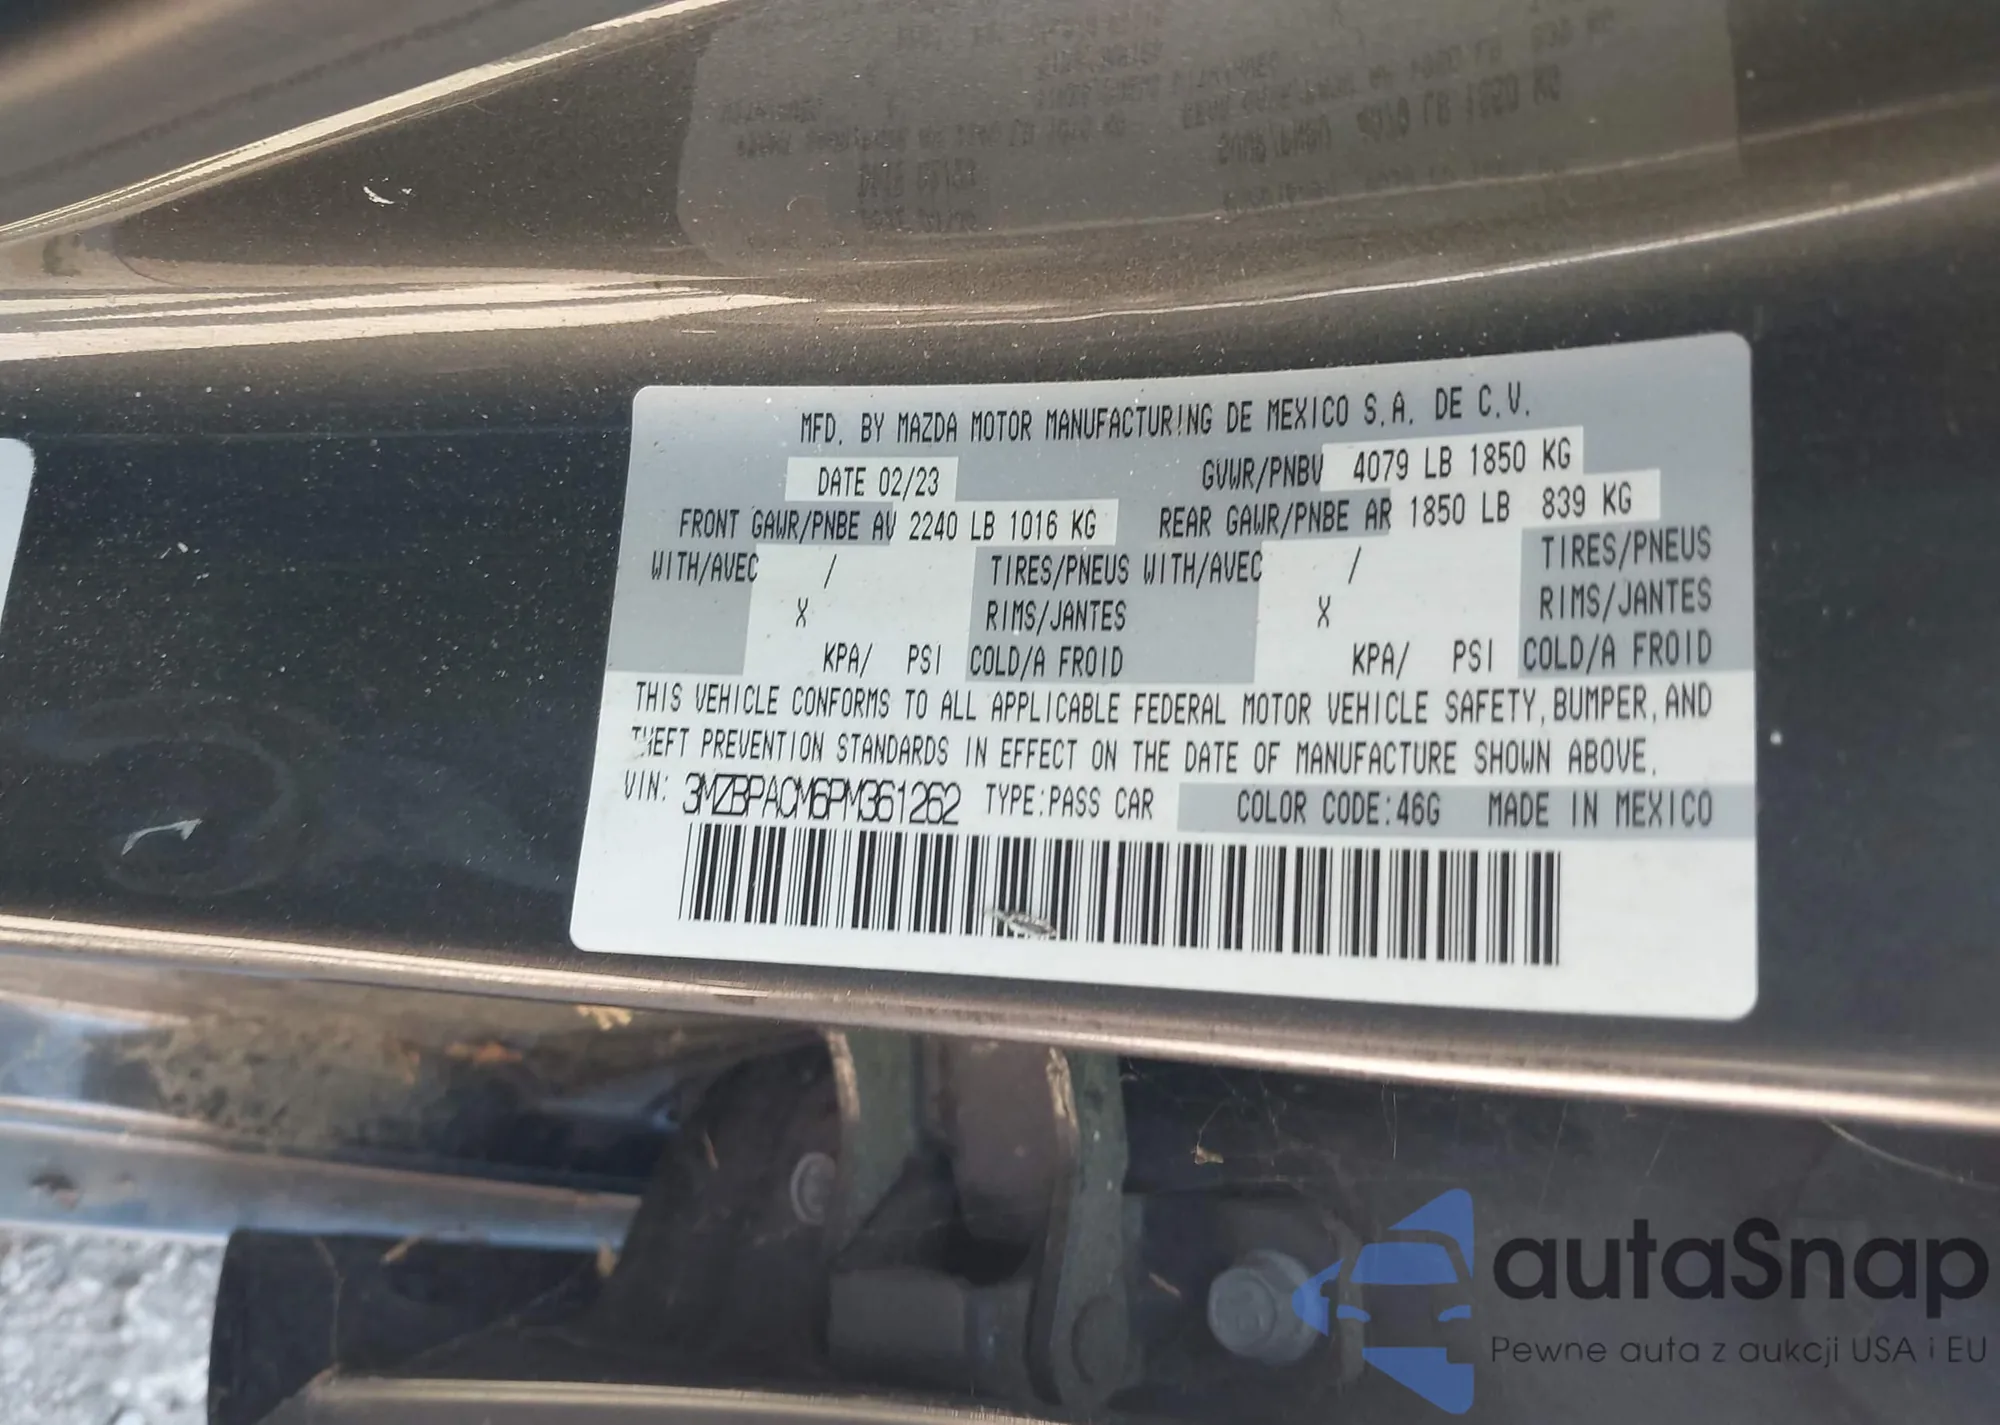 MFD. BY MAZDA MOTOR MANUFACTURING DE MEXICO S.A. DE C.V.
DATE 02/23 GVWR/PNBV 4079 LB 1850 KG
FRONT GAWR/PNBE AV 2240 LB 1016 KG REAR GAWR/PNBE AR 1850 LB 839 KG
WITH/AVEC / TIRES/PNEUS WITH/AVEC / TIRES/PNEUS
X RIMS/JANTES X RIMS/JANTES
KPA/ PSI COLD/A FROID KPA/ PSI COLD/A FROID
THIS VEHICLE CONFORMS TO ALL APPLICABLE FEDERAL MOTOR VEHICLE SAFETY, BUMPER, AND
THEFT PREVENTION STANDARDS IN EFFECT ON THE DATE OF MANUFACTURE SHOWN ABOVE.
VIN: 3MZBPACM6PM361262 TYPE:PASS CAR COLOR CODE:46G MADE IN MEXICO
autaSnap
Pewne auta z aukcji USA i EU